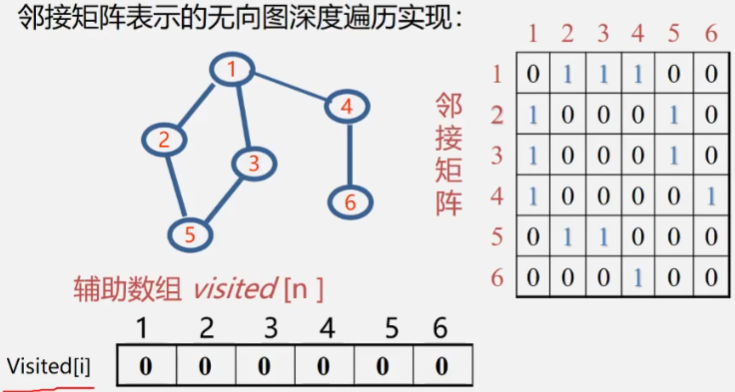 邻接矩阵表示的无向图深度遍历实现：
1
2
3
4
5
6
邻接矩阵
1 2 3 4 5 6
1 0 1 1 1 0 0
2 1 0 0 0 1 0
3 1 0 0 0 1 0
4 1 0 0 0 0 1
5 0 1 1 0 0 0
6 0 0 0 1 0 0
辅助数组 visited [n ]
1 2 3 4 5 6
Visited[i] 0 0 0 0 0 0